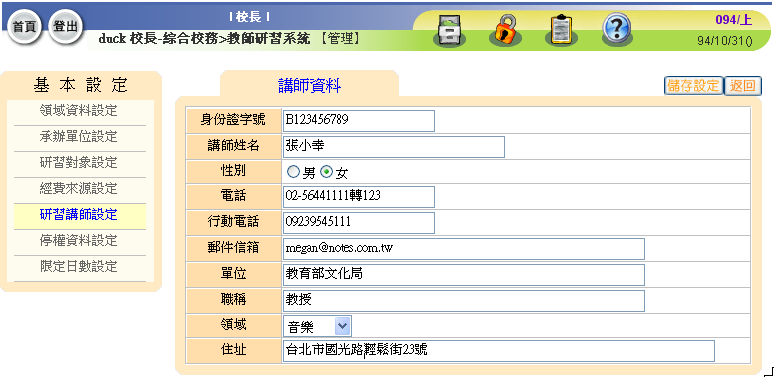 首頁 登出
| 校長 |
094/上
duck 校長-綜合校務>教師研習系統 【管理】
94/10/31()
基 本 設 定
領域資料設定
承辦單位設定
研習對象設定
經費來源設定
研習講師設定
停權資料設定
限定日數設定
講師資料
儲存設定 返回
身份證字號 B123456789
講師姓名 張小幸
性別 男 女
電話 02-56441111轉123
行動電話 09239545111
郵件信箱 megan@notes.com.tw
單位 教育部文化局
職稱 教授
領域 音樂
住址 台北市國光路輕鬆街23號